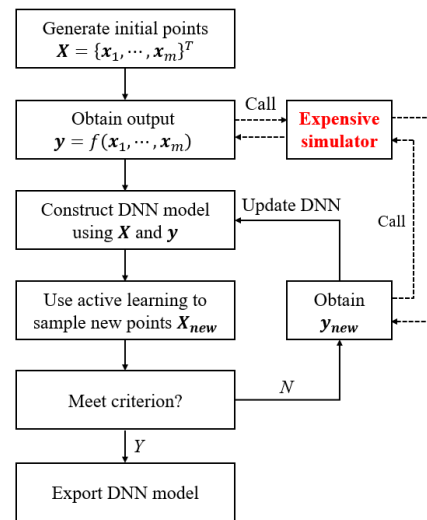 Generate initial points
X = {x₁, ⋯, xₘ}ᵀ
Obtain output
y = f(x₁, ⋯, xₘ)
Call
Expensive
simulator
Construct DNN model
using X and y
Update DNN
Call
Use active learning to
sample new points Xₙₑw
Obtain
yₙₑw
Meet criterion?
N
Y
Export DNN model